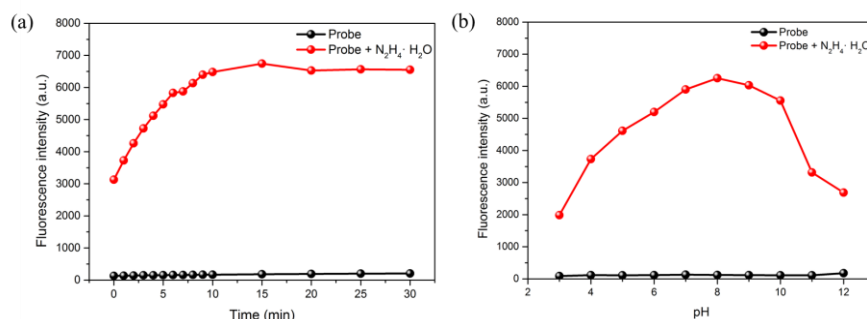 (a)
Probe
Probe + N₂H₄· H₂O
Fluorescence intensity (a.u.)
8000
7000
6000
5000
4000
3000
2000
1000
0
0 5 10 15 20 25 30
Time (min)
(b)
Probe
Probe + N₂H₄· H₂O
Fluorescence intensity (a.u.)
8000
7000
6000
5000
4000
3000
2000
1000
0
4 6 8 10 12
pH